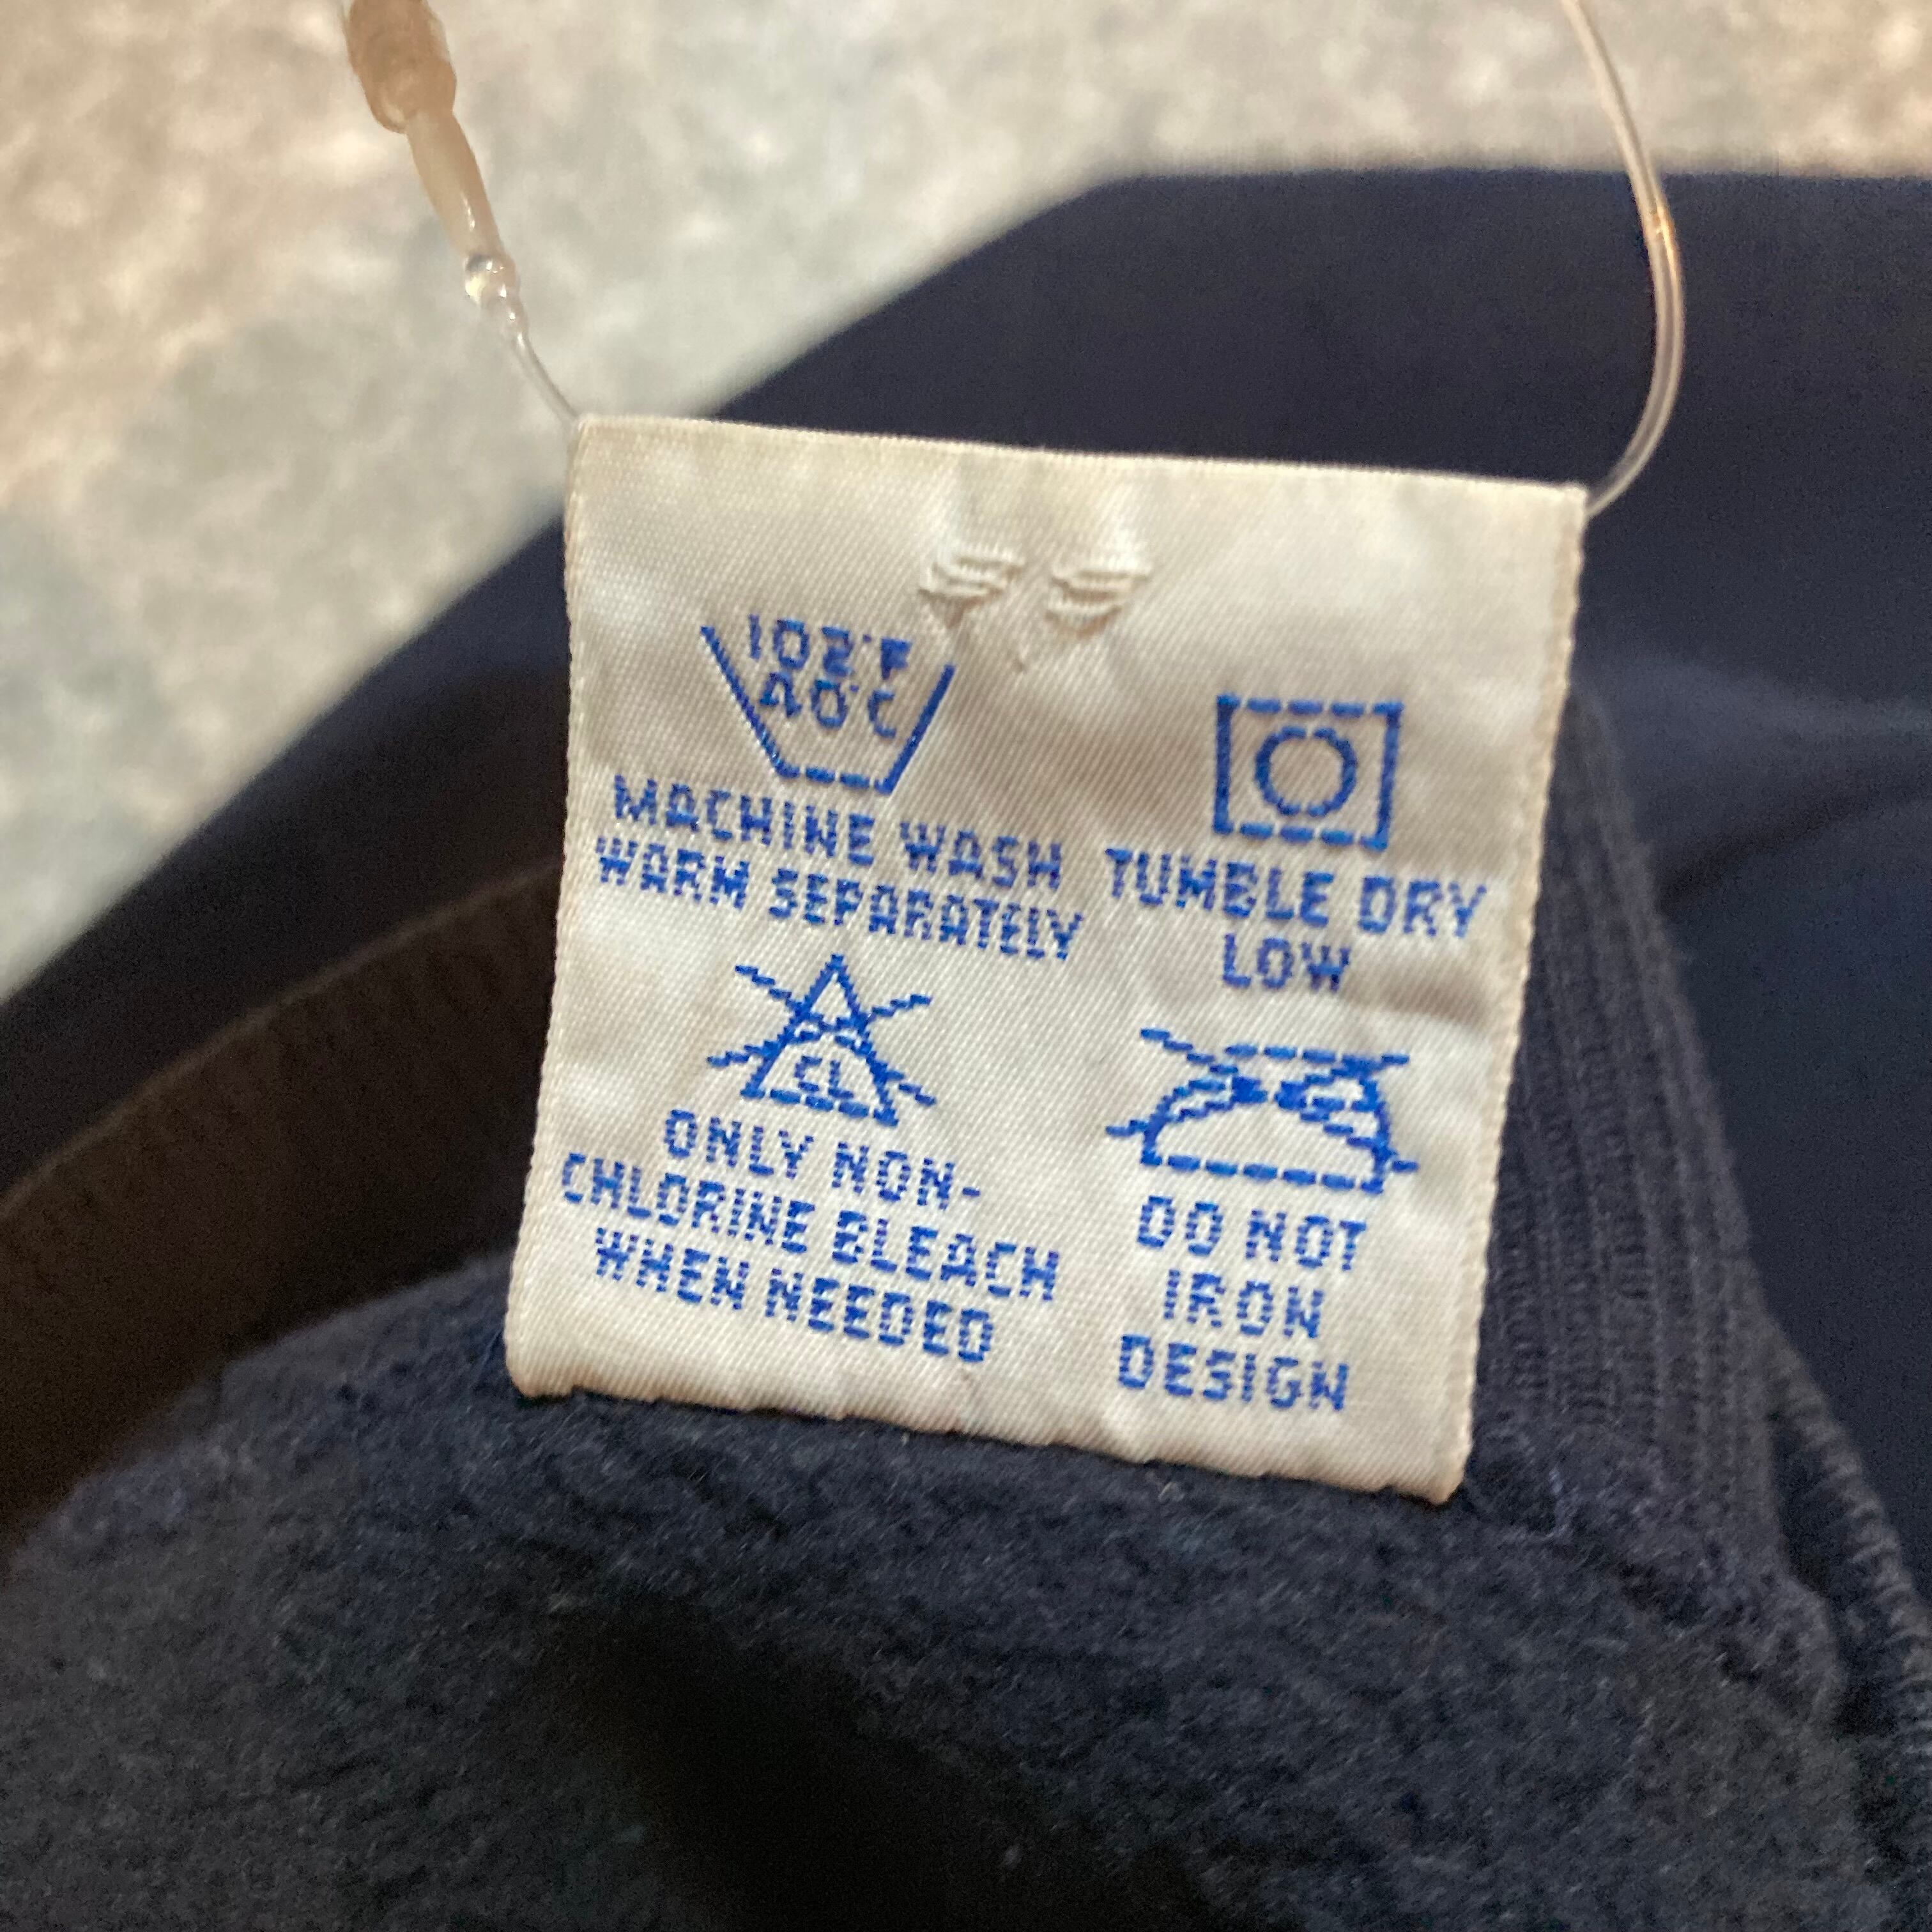 102°F
40°C
MACHINE WASH
WARM SEPARATELY
TUMBLE DRY
LOW
CL
ONLY NON-
CHLORINE BLEACH
WHEN NEEDED
DO NOT
IRON
DESIGN